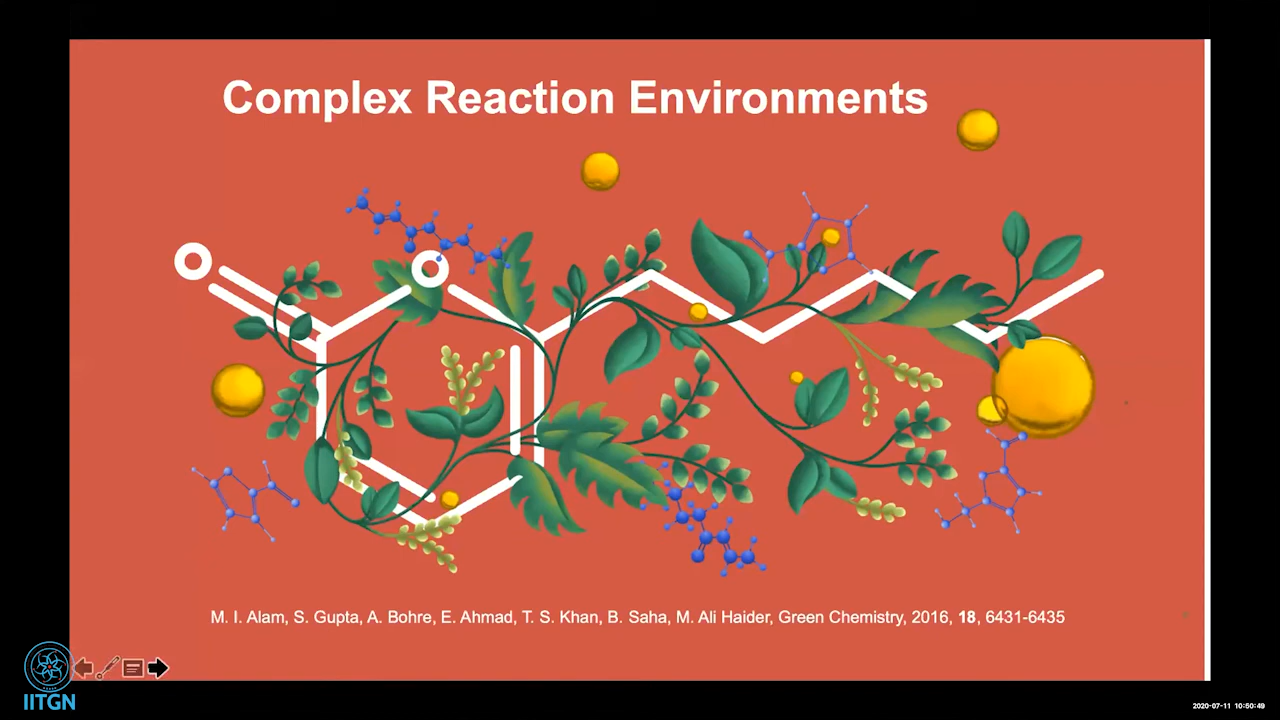 Complex Reaction Environments
O
O
M. I. Alam, S. Gupta, A. Bohre, E. Ahmad, T. S. Khan, B. Saha, M. Ali Haider, Green Chemistry, 2016, 18, 6431-6435
IITGN
2020-07-11 10:50:49